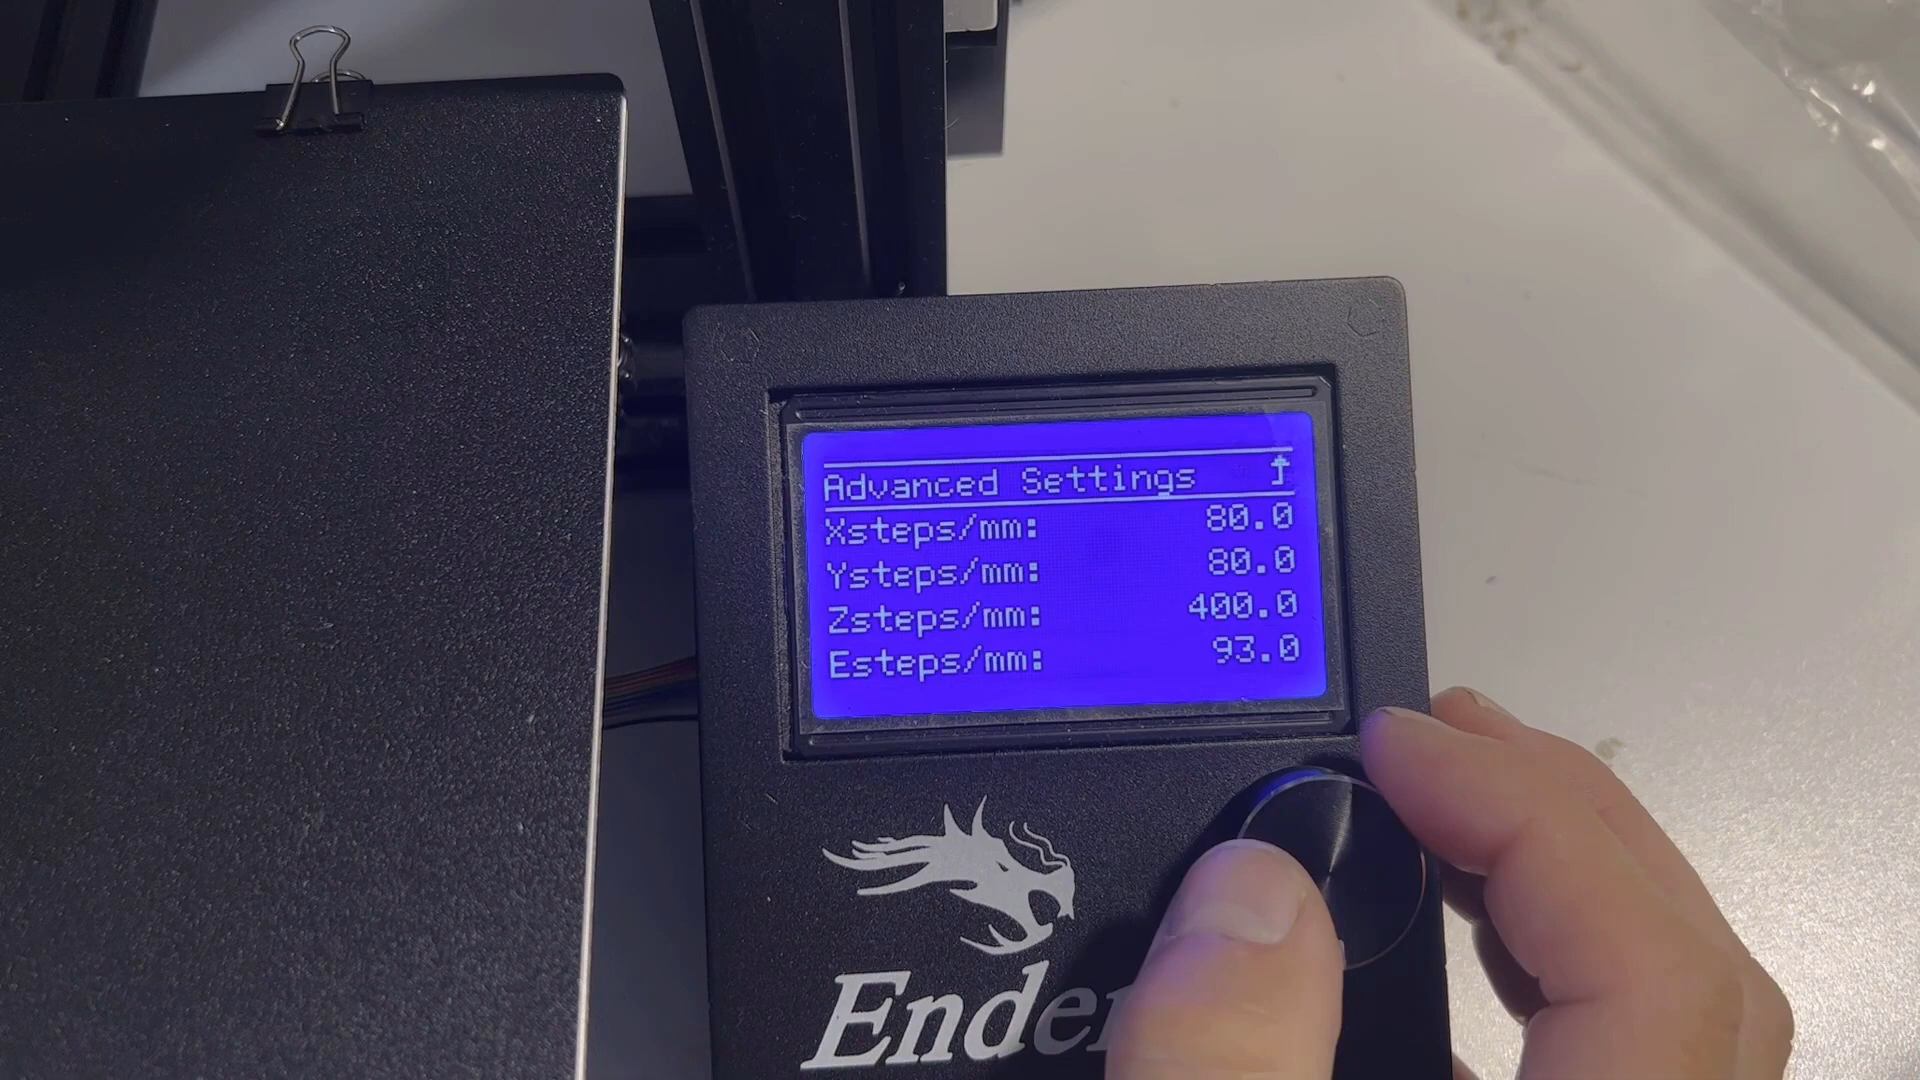 Advanced Settings
Xsteps/mm: 80.0
Ysteps/mm: 80.0
Zsteps/mm: 400.0
Esteps/mm: 93.0
Ender